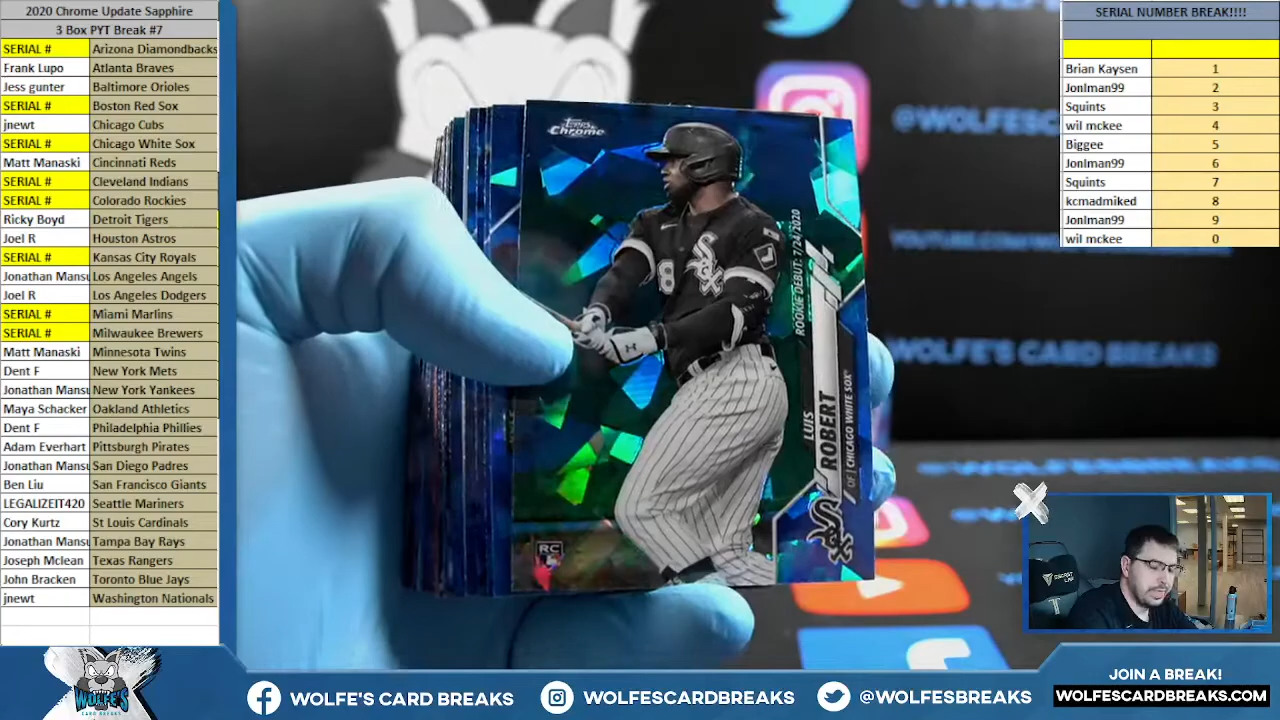 2020 Chrome Update Sapphire
3 Box PYT Break #7
SERIAL # Arizona Diamondbacks
Frank Lupo Atlanta Braves
Jess gunter Baltimore Orioles
SERIAL # Boston Red Sox
jnewt Chicago Cubs
SERIAL # Chicago White Sox
Matt Manaski Cincinnati Reds
SERIAL # Cleveland Indians
SERIAL # Colorado Rockies
Ricky Boyd Detroit Tigers
Joel R Houston Astros
SERIAL # Kansas City Royals
Jonathan Mansu Los Angeles Angels
Joel R Los Angeles Dodgers
SERIAL # Miami Marlins
SERIAL # Milwaukee Brewers
Matt Manaski Minnesota Twins
Dent F New York Mets
Jonathan Mansu New York Yankees
Maya Schacker Oakland Athletics
Dent F Philadelphia Phillies
Adam Everhart Pittsburgh Pirates
Jonathan Mansu San Diego Padres
Ben Liu San Francisco Giants
LEGALIZEIT420 Seattle Mariners
Cory Kurtz St Louis Cardinals
Jonathan Mansu Tampa Bay Rays
Joseph Mclean Texas Rangers
John Bracken Toronto Blue Jays
jnewt Washington Nationals
Topps
Chrome
8
Sox
ROOKIE DEBUT: 7/24/2020
LUIS
ROBERT
OF | CHICAGO WHITE SOX
Sox
RC
@WOLFESC
WOLFE'S CARD BREAKS
SERIAL NUMBER BREAK!!!!
Brian Kaysen 1
Jonlman99 2
Squints 3
wil mckee 4
Biggee 5
Jonlman99 6
Squints 7
kcmadmiked 8
Jonlman99 9
wil mckee 0
WOLFE'S
CARD BREAKS
WOLFE'S CARD BREAKS
WOLFESCARDBREAKS
@WOLFESBREAKS
JOIN A BREAK!
WOLFESCARDBREAKS.COM